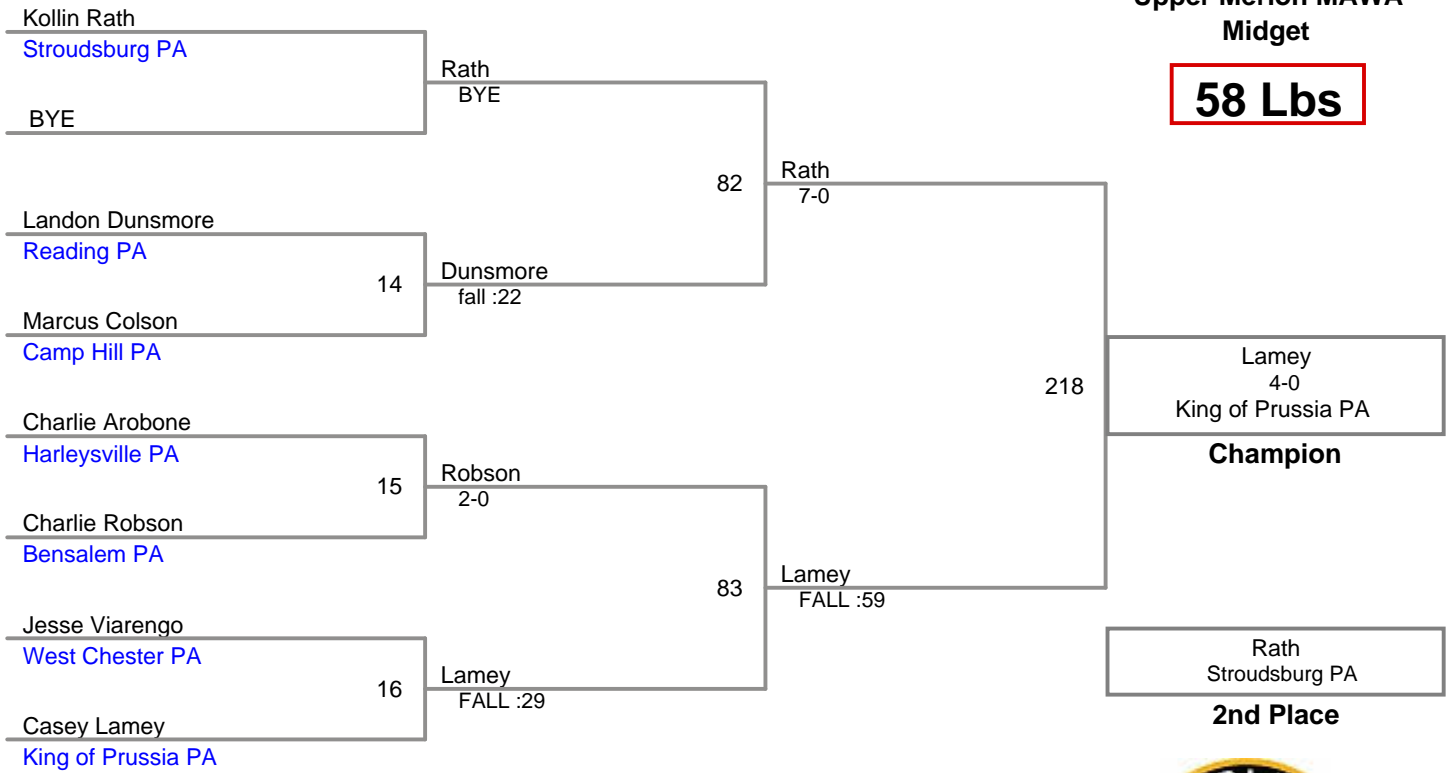 Upper Merion MAWA
Midget
58 Lbs
Kollin Rath
Stroudsburg PA
BYE
Rath
BYE
Landon Dunsmore
Reading PA
14
Marcus Colson
Camp Hill PA
Dunsmore
fall :22
82
Rath
7-0
Charlie Arobone
Harleysville PA
15
Charlie Robson
Bensalem PA
Robson
2-0
Jesse Viarengo
West Chester PA
16
Casey Lamey
King of Prussia PA
Lamey
FALL :29
83
Lamey
FALL :59
218
Lamey
4-0
King of Prussia PA
Champion
Rath
Stroudsburg PA
2nd Place